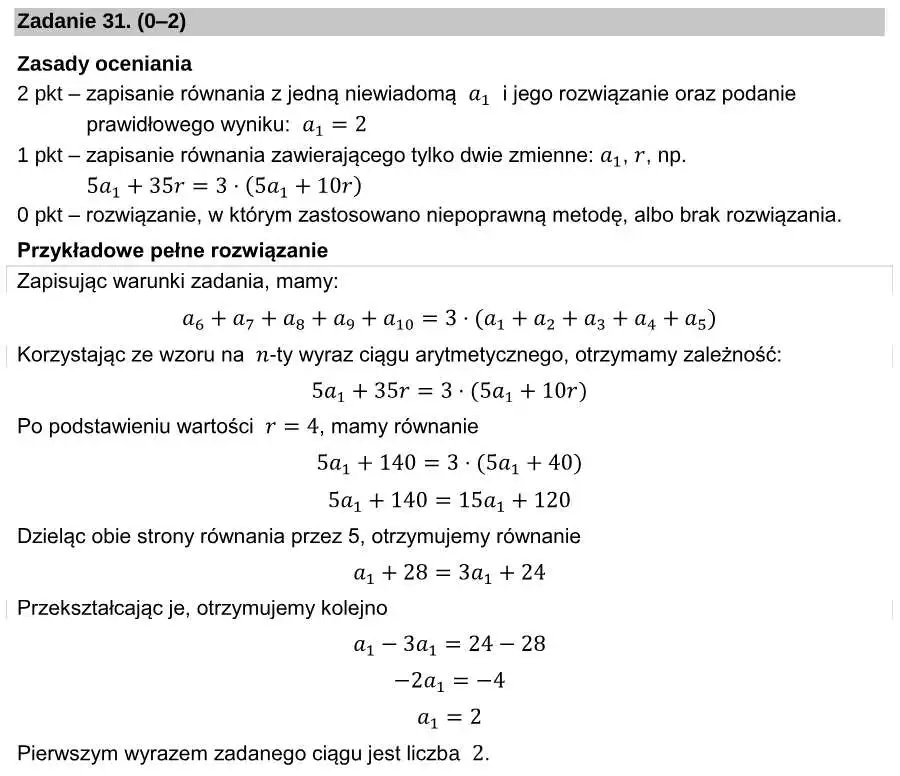 Zadanie 31. (0–2)
Zasady oceniania
2 pkt – zapisanie równania z jedną niewiadomą a₁ i jego rozwiązanie oraz podanie
prawidłowego wyniku: a₁ = 2
1 pkt – zapisanie równania zawierającego tylko dwie zmienne: a₁, r, np.
5a₁ + 35r = 3 · (5a₁ + 10r)
0 pkt – rozwiązanie, w którym zastosowano niepoprawną metodę, albo brak rozwiązania.
Przykładowe pełne rozwiązanie
Zapisując warunki zadania, mamy:
a₆ + a₇ + a₈ + a₉ + a₁₀ = 3 · (a₁ + a₂ + a₃ + a₄ + a₅)
Korzystając ze wzoru na n-ty wyraz ciągu arytmetycznego, otrzymamy zależność:
5a₁ + 35r = 3 · (5a₁ + 10r)
Po podstawieniu wartości r = 4, mamy równanie
5a₁ + 140 = 3 · (5a₁ + 40)
5a₁ + 140 = 15a₁ + 120
Dzieląc obie strony równania przez 5, otrzymujemy równanie
a₁ + 28 = 3a₁ + 24
Przekształcając je, otrzymujemy kolejno
a₁ − 3a₁ = 24 − 28
−2a₁ = −4
a₁ = 2
Pierwszym wyrazem zadanego ciągu jest liczba 2.